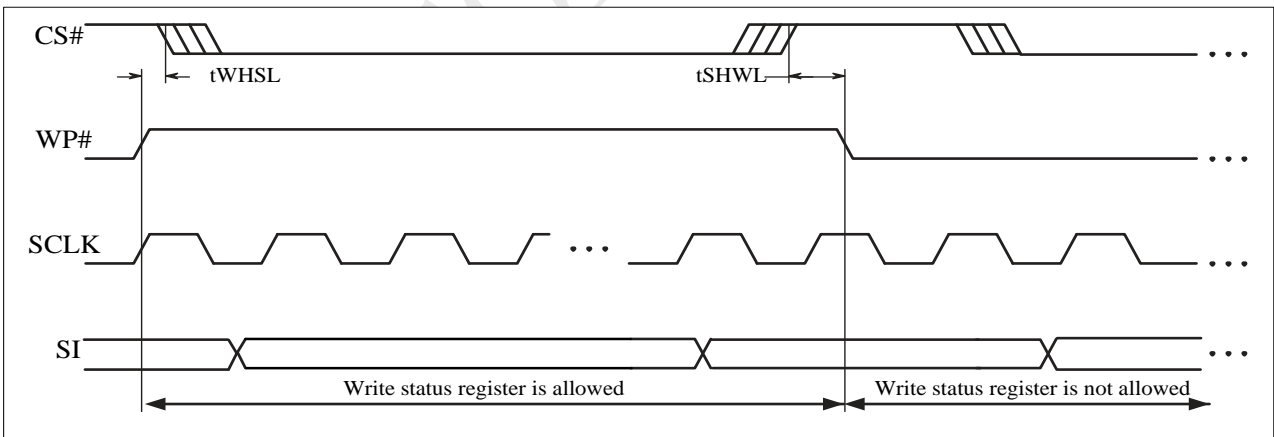 CS#
tWHSL
tSHWL
. . .
WP#
. . .
SCLK
. . .
. . .
SI
. . .
Write status register is allowed
Write status register is not allowed